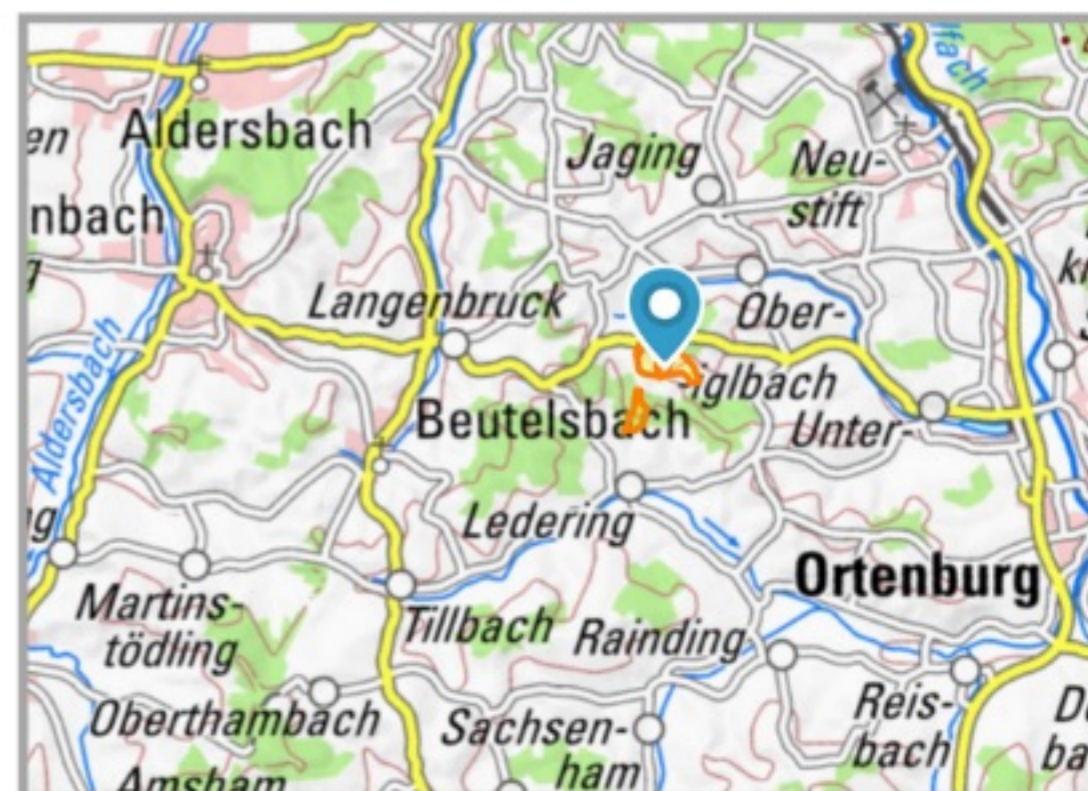 Aldersbach
nbach
Jaging
Neu-
stift
Langenbruck
Ober-
-iglbach
Unter-
Aldersbach
Beutelsbach
Ledering
Ortenburg
Martins-
tödling
Tillbach
Rainding
Oberthambach
Sachsen-
ham
Reis-
bach
Amsham